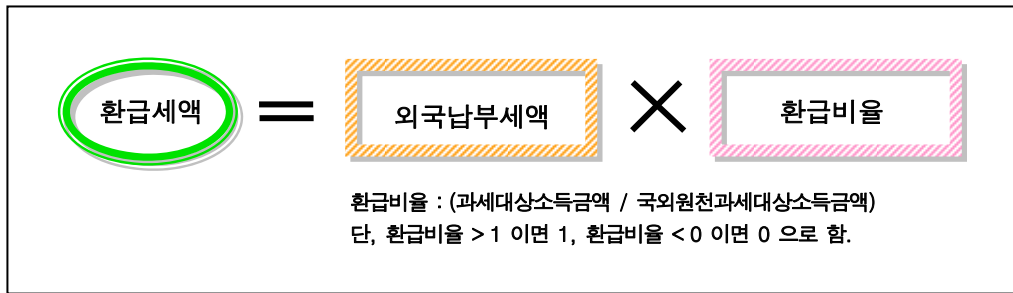 환급세액 = 외국납부세액 × 환급비율
환급비율 : (과세대상소득금액 / 국외원천과세대상소득금액)
단, 환급비율 > 1 이면 1, 환급비율 < 0 이면 0 으로 함.